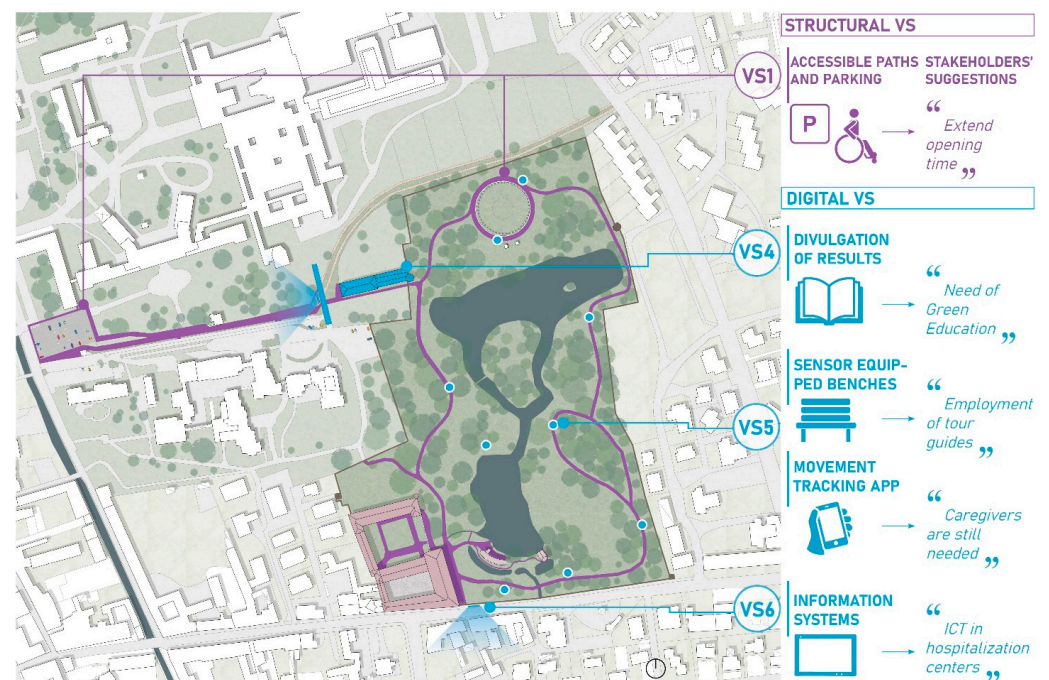 STRUCTURAL VS
VS1
ACCESSIBLE PATHS
AND PARKING
P
STAKEHOLDERS'
SUGGESTIONS
“
Extend
opening
time „
DIGITAL VS
VS4
DIVULGATION
OF RESULTS
“
Need of
Green
Education „
VS5
SENSOR EQUIP-
PED BENCHES
“
Employment
of tour
guides „
MOVEMENT
TRACKING APP
“
Caregivers
are still
needed „
VS6
INFORMATION
SYSTEMS
“
ICT in
hospitalization
centers „